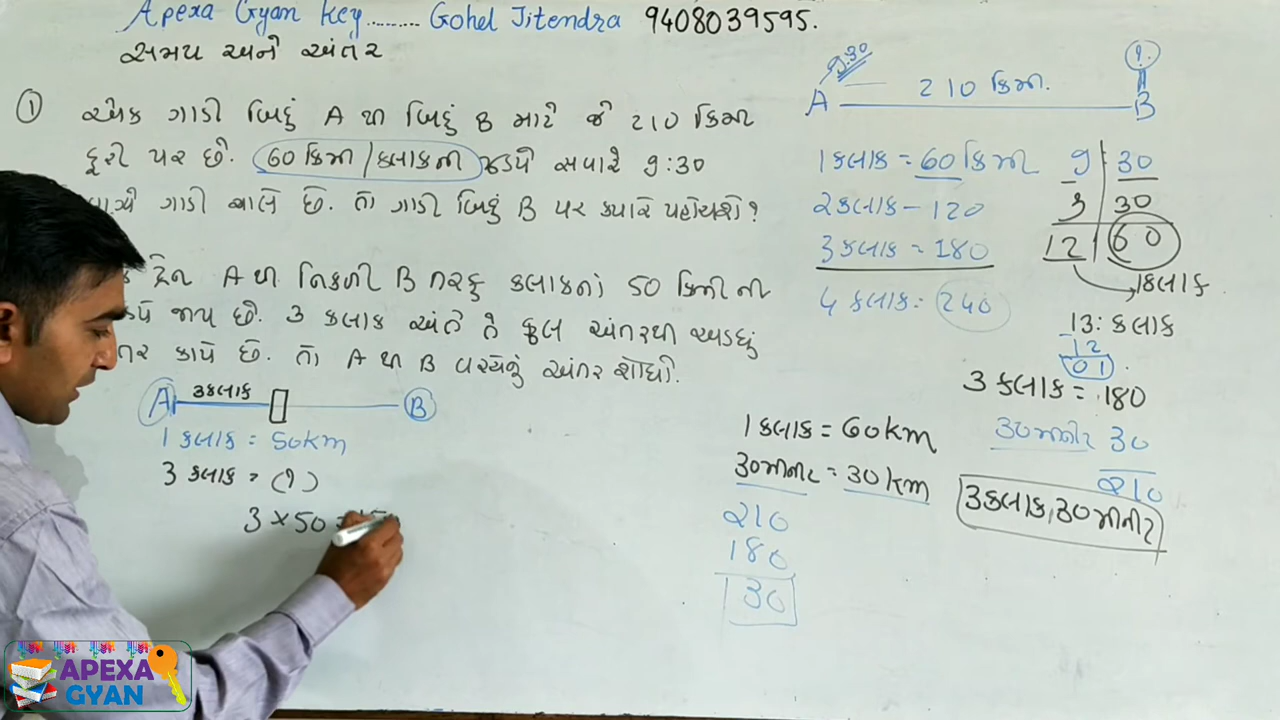 Apexa Gyan Key.......... Gohel Jitendra 9408039595.
સમય અને અંતર
① એક ગાડી બિંદુ A થી બિંદુ B માટે જે 210 કિમી
દૂરી પર છે. 60 કિમી/કલાકની ઝડપે સવારે 9:30
ગાડી ચાલે છે. તો ગાડી બિંદુ B પર ક્યારે પહોંચશે?
ટ્રેન A થી નિકળી B તરફ કલાકનાં 50 કિમી ની
જાય છે. 3 કલાક અંતે તે કુલ અંતરથી અડધું
કાપે છે. તો A થી B વચ્ચેનું અંતર શોધો.
A 3કલાક B
1 કલાક = 50km
3 કલાક = (?)
3 × 50 =
9:30 ?
A 210 કિમી. B
1કલાક = 60 કિમી
2કલાક - 120
3કલાક = 180
4 કલાક = 240
9 : 30
3 30
12 60
1કલાક
13: કલાક
12
01
1કલાક = 60km
30મીનીટ = 30km
210
180
30
3 કલાક = 180
30મીનીટ 30
210
3કલાક,30મીનીટ
APEXA
GYAN